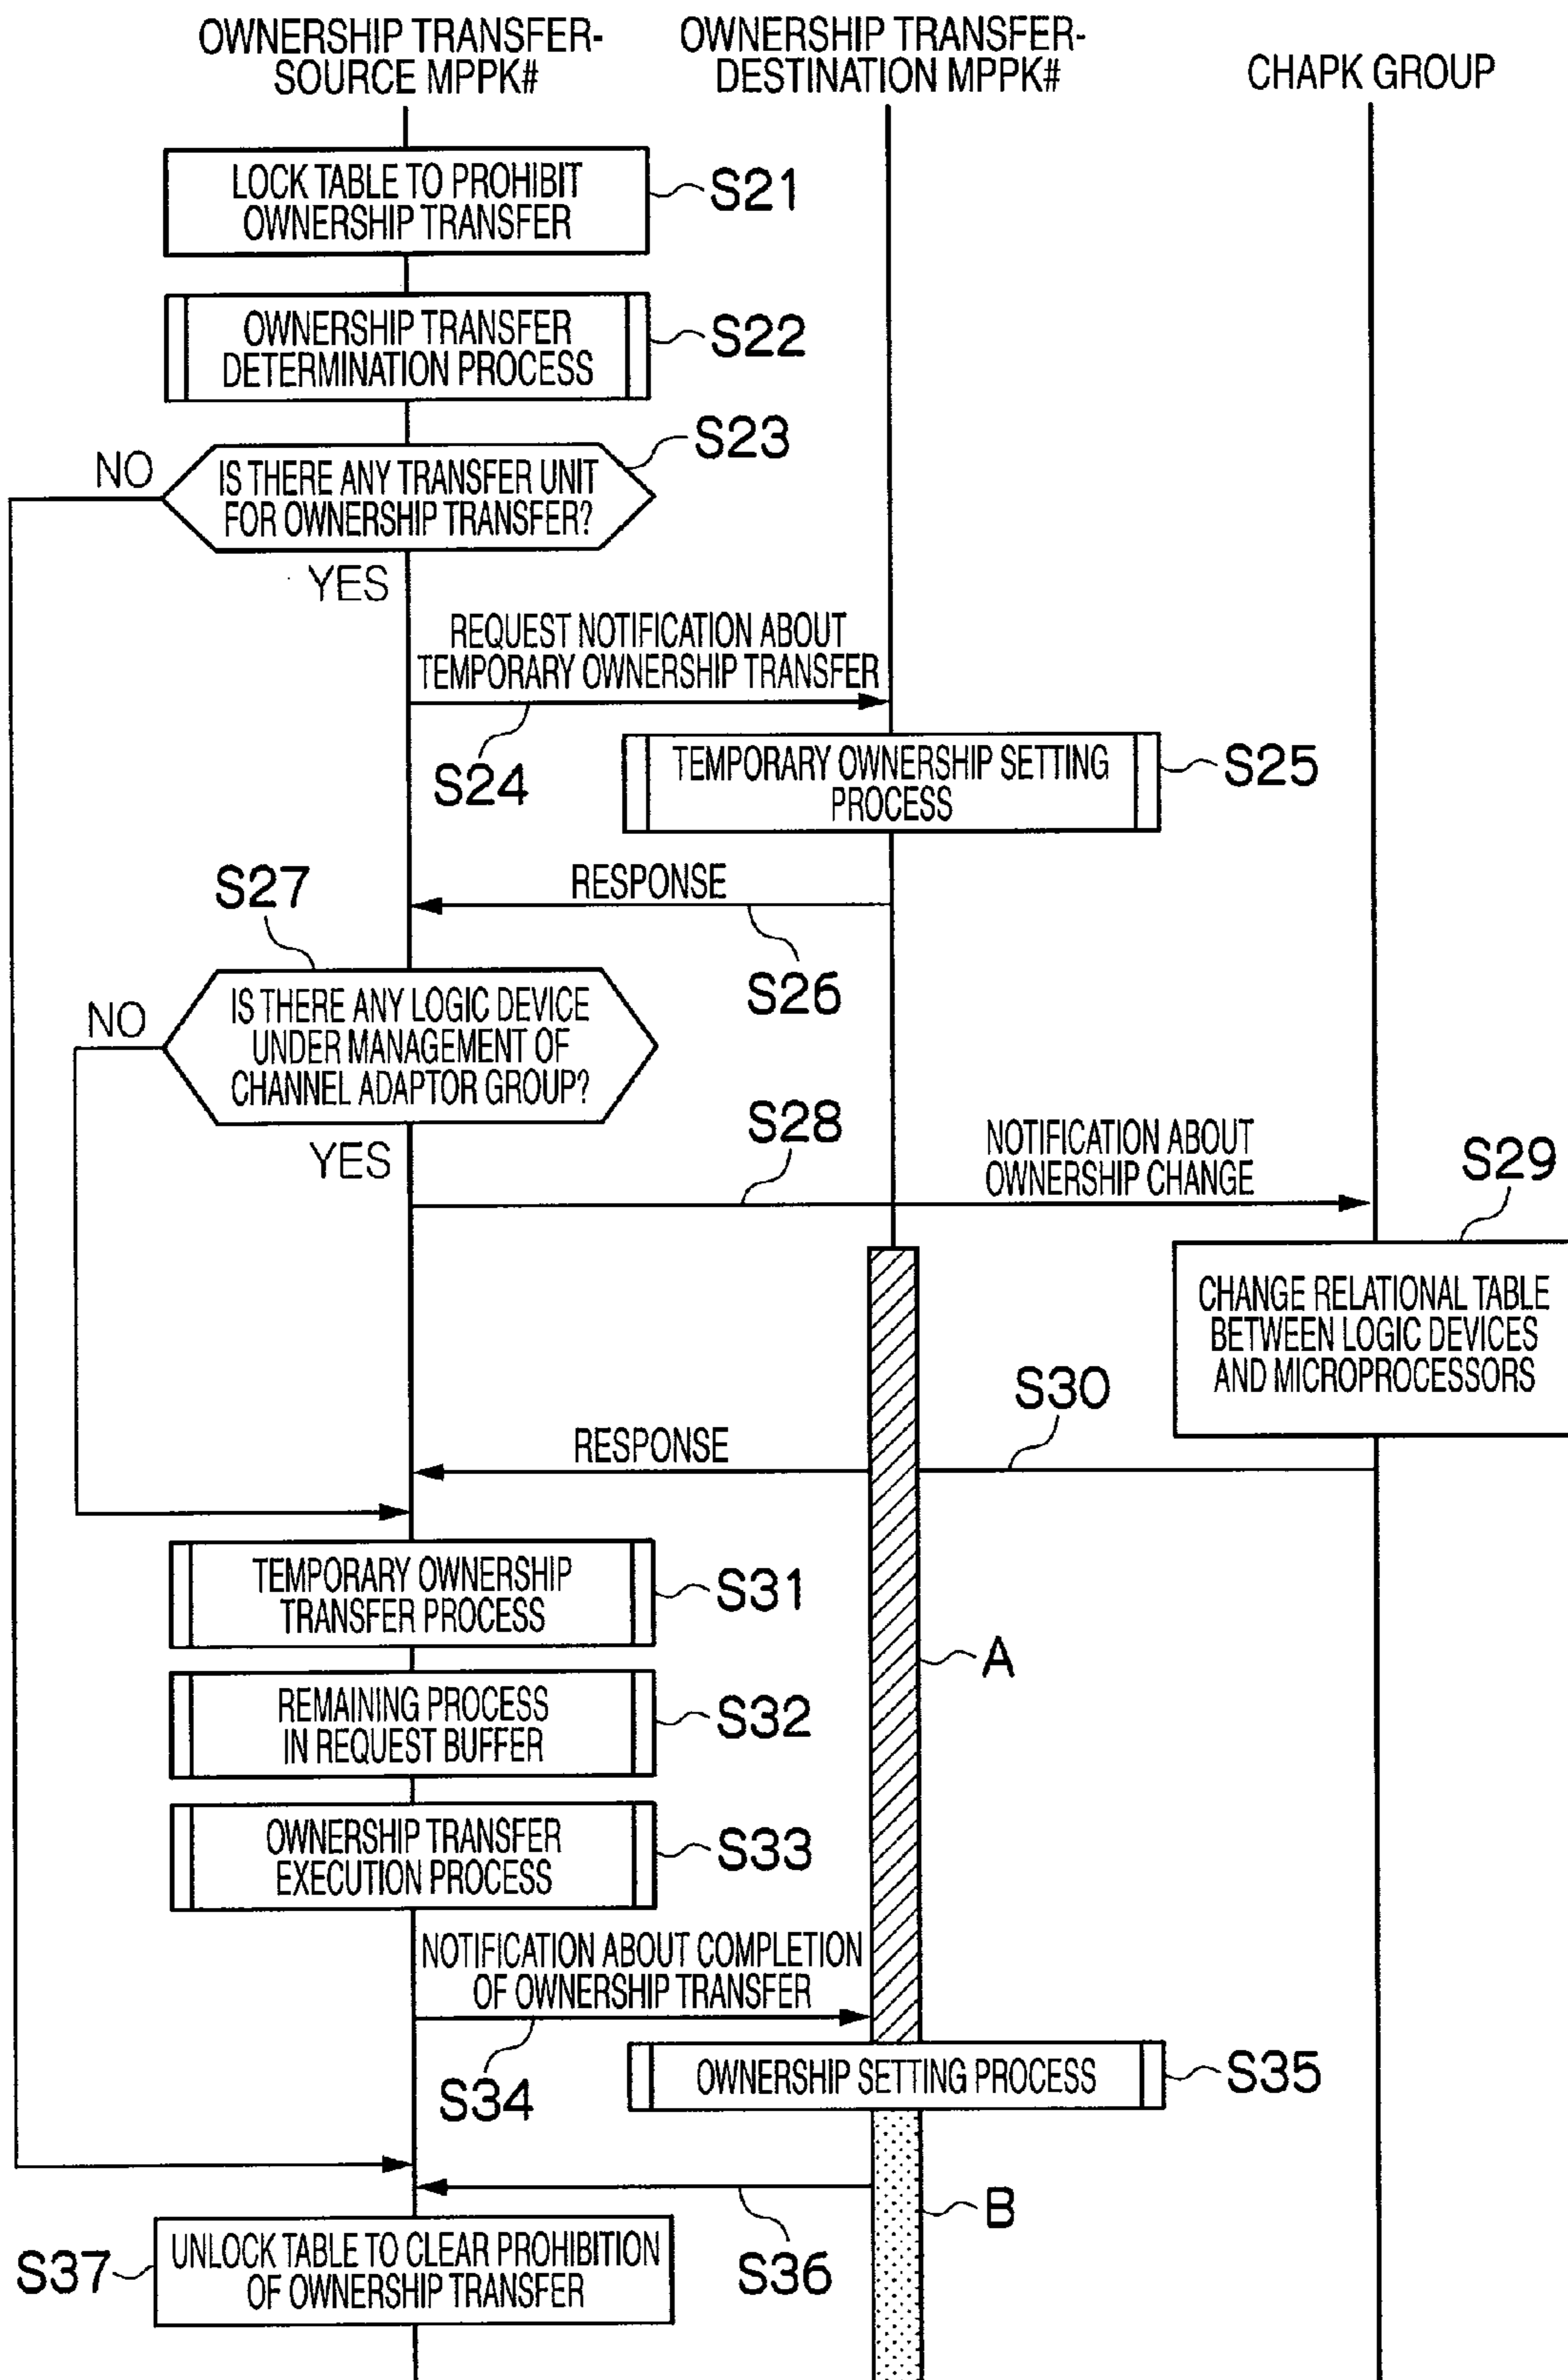 OWNERSHIP TRANSFER-
SOURCE MPPK#
OWNERSHIP TRANSFER-
DESTINATION MPPK#
CHAPK GROUP
LOCK TABLE TO PROHIBIT
OWNERSHIP TRANSFER
S21
OWNERSHIP TRANSFER
DETERMINATION PROCESS
S22
S23
NO
IS THERE ANY TRANSFER UNIT
FOR OWNERSHIP TRANSFER?
YES
REQUEST NOTIFICATION ABOUT
TEMPORARY OWNERSHIP TRANSFER
S24
TEMPORARY OWNERSHIP SETTING
PROCESS
S25
RESPONSE
S26
S27
NO
IS THERE ANY LOGIC DEVICE
UNDER MANAGEMENT OF
CHANNEL ADAPTOR GROUP?
YES
S28
NOTIFICATION ABOUT
OWNERSHIP CHANGE
S29
CHANGE RELATIONAL TABLE
BETWEEN LOGIC DEVICES
AND MICROPROCESSORS
S30
RESPONSE
TEMPORARY OWNERSHIP
TRANSFER PROCESS
S31
A
REMAINING PROCESS
IN REQUEST BUFFER
S32
OWNERSHIP TRANSFER
EXECUTION PROCESS
S33
NOTIFICATION ABOUT COMPLETION
OF OWNERSHIP TRANSFER
S34
OWNERSHIP SETTING PROCESS
S35
B
S36
S37
UNLOCK TABLE TO CLEAR PROHIBITION
OF OWNERSHIP TRANSFER